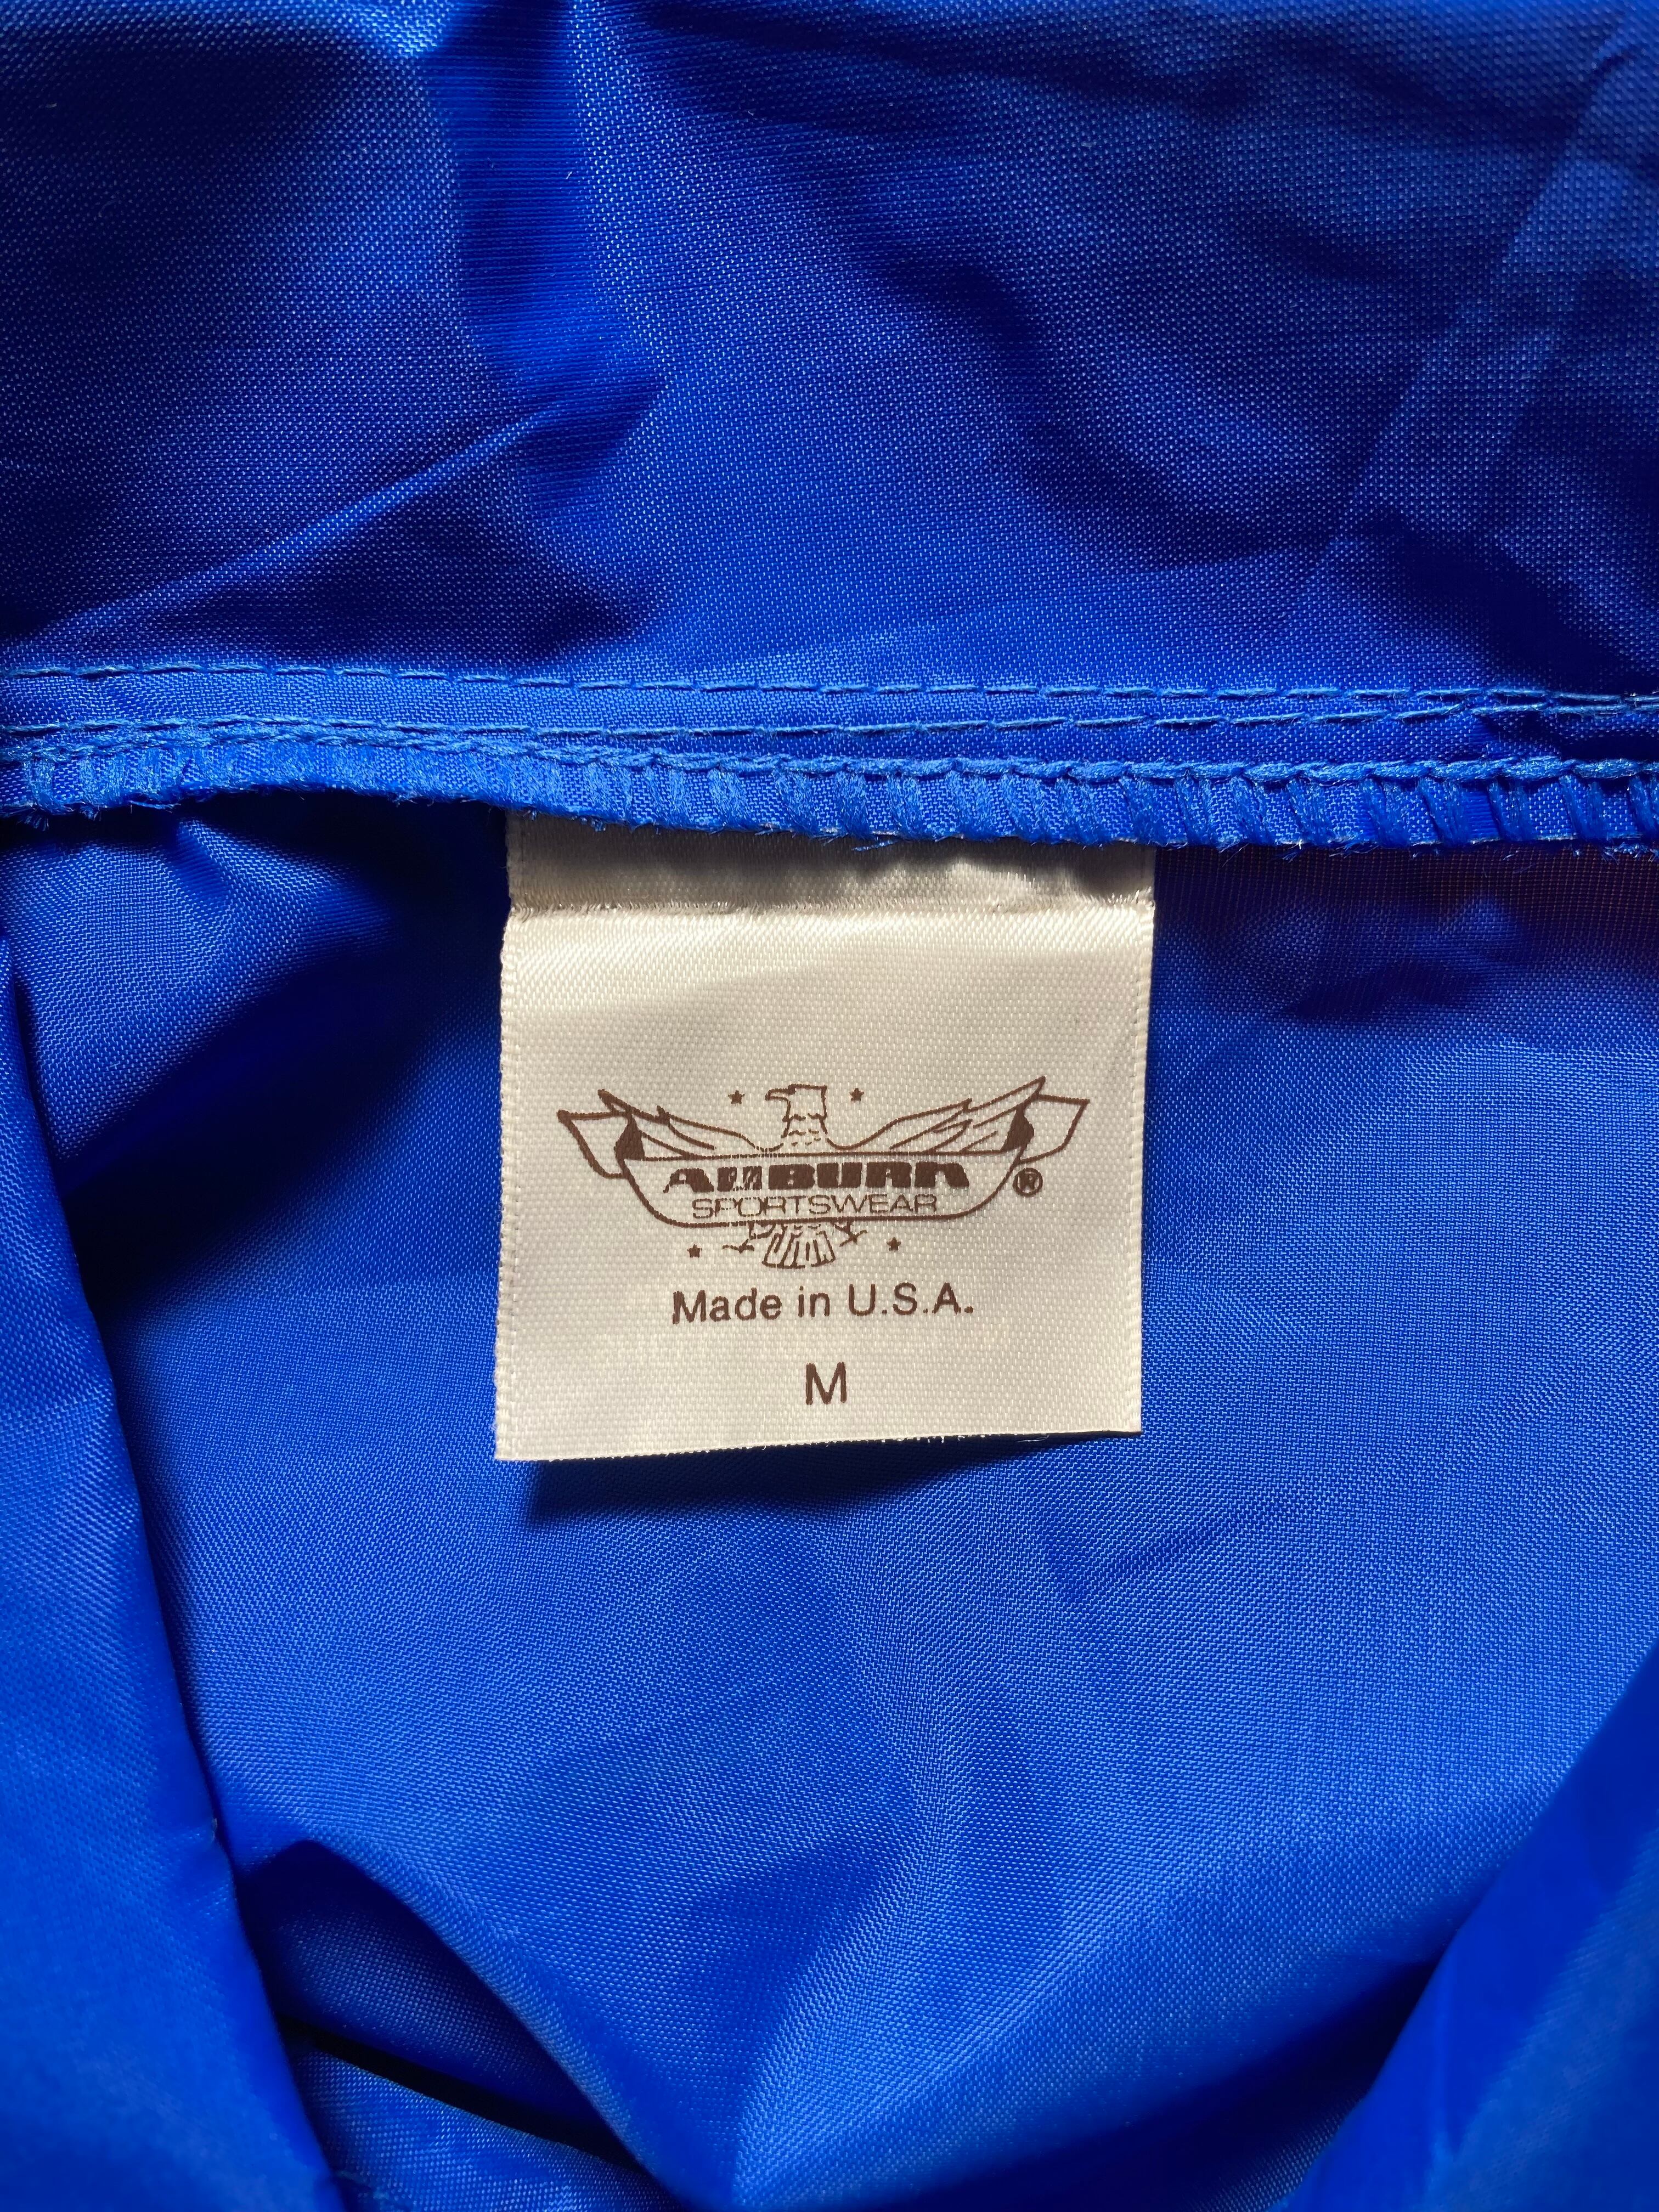 AUBURN
SPORTSWEAR
®
Made in U.S.A.
M